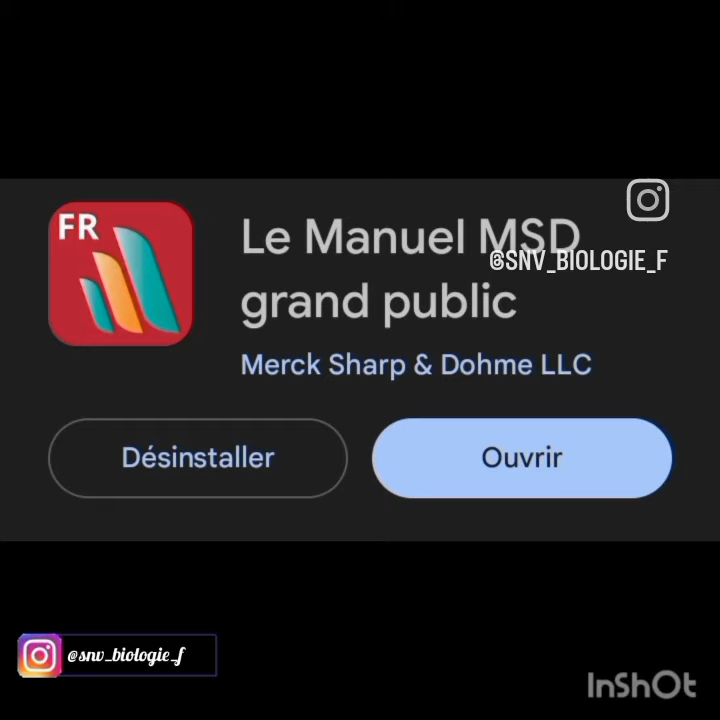 FR
Le Manuel MSD
@SNV_BIOLOGIE_F
grand public
Merck Sharp & Dohme LLC
Désinstaller
Ouvrir
@snv_biologie_f
InShOt